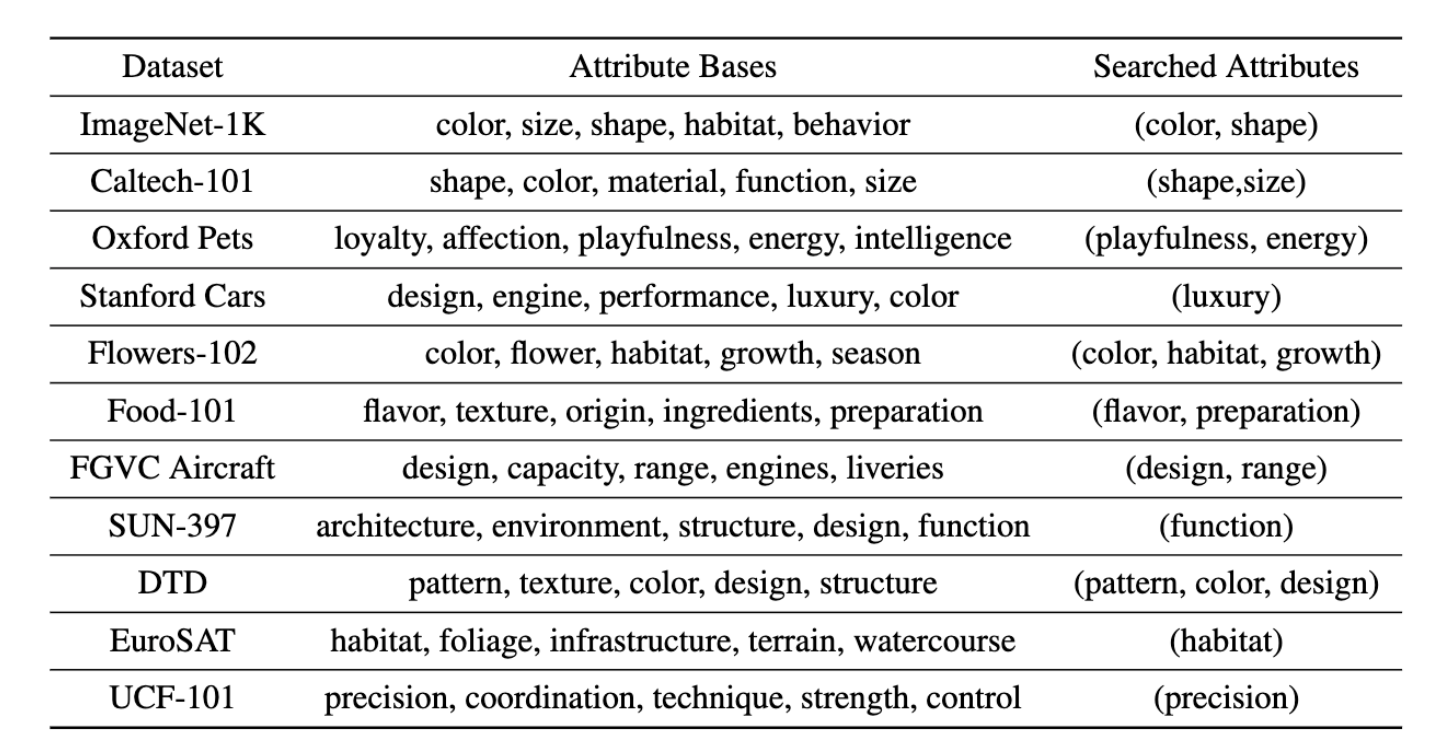 Dataset Attribute Bases Searched Attributes
ImageNet-1K color, size, shape, habitat, behavior (color, shape)
Caltech-101 shape, color, material, function, size (shape,size)
Oxford Pets loyalty, affection, playfulness, energy, intelligence (playfulness, energy)
Stanford Cars design, engine, performance, luxury, color (luxury)
Flowers-102 color, flower, habitat, growth, season (color, habitat, growth)
Food-101 flavor, texture, origin, ingredients, preparation (flavor, preparation)
FGVC Aircraft design, capacity, range, engines, liveries (design, range)
SUN-397 architecture, environment, structure, design, function (function)
DTD pattern, texture, color, design, structure (pattern, color, design)
EuroSAT habitat, foliage, infrastructure, terrain, watercourse (habitat)
UCF-101 precision, coordination, technique, strength, control (precision)